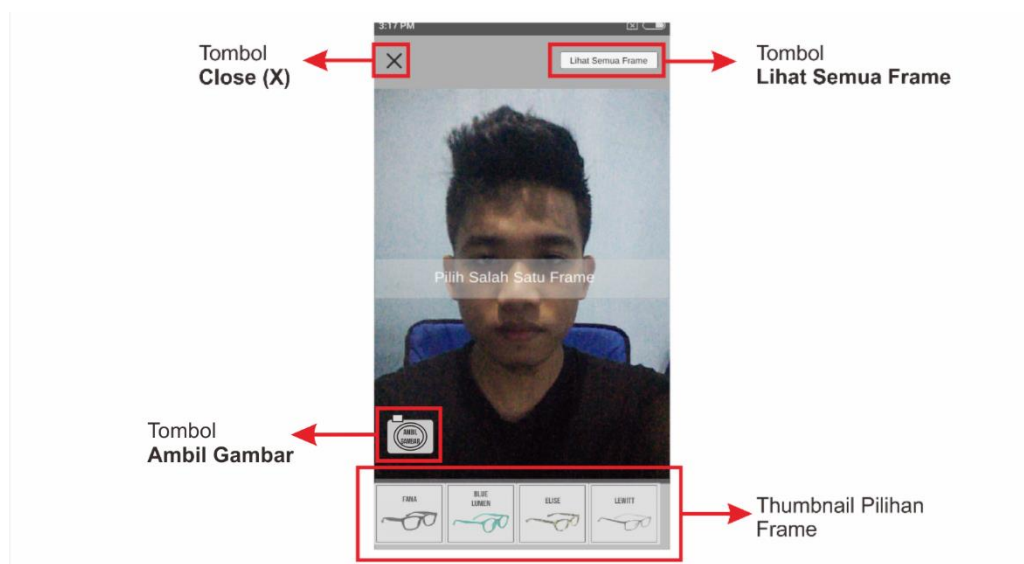 3:17 PM
Tombol
Close (X)
Lihat Semua Frame
Tombol
Lihat Semua Frame
Pilih Salah Satu Frame
AMBIL
GAMBAR
Tombol
Ambil Gambar
FANA
BLUE
LUMEN
ELISE
LEWITT
Thumbnail Pilihan
Frame